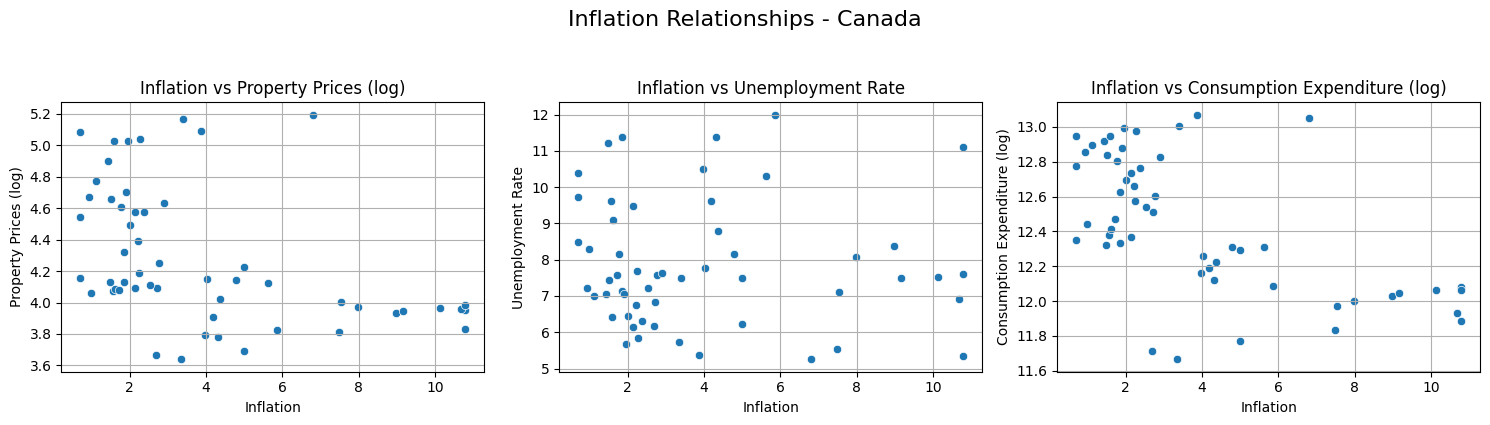 Inflation Relationships - Canada
Inflation vs Property Prices (log)
Property Prices (log)
5.2
5.0
4.8
4.6
4.4
4.2
4.0
3.8
3.6
2 4 6 8 10
Inflation
Inflation vs Unemployment Rate
Unemployment Rate
12
11
10
9
8
7
6
5
2 4 6 8 10
Inflation
Inflation vs Consumption Expenditure (log)
Consumption Expenditure (log)
13.0
12.8
12.6
12.4
12.2
12.0
11.8
11.6
2 4 6 8 10
Inflation